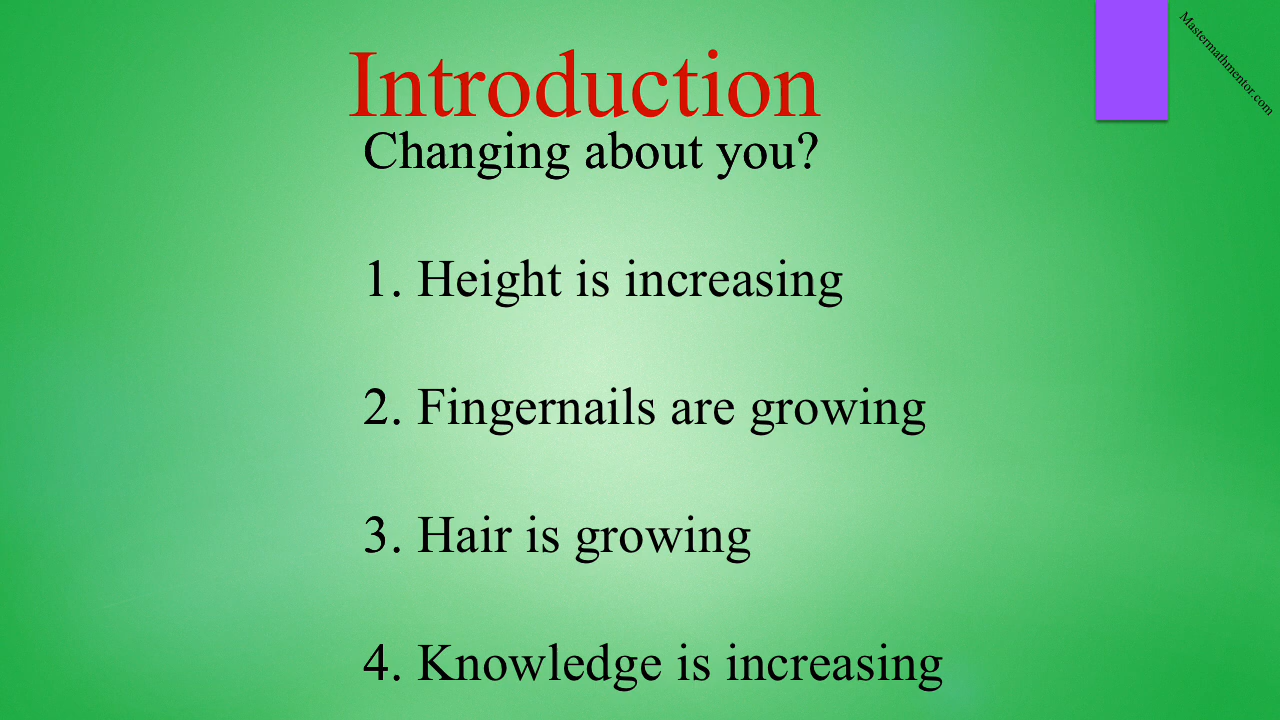 Introduction
Changing about you?
1. Height is increasing
2. Fingernails are growing
3. Hair is growing
4. Knowledge is increasing
Mastermathmentor.com